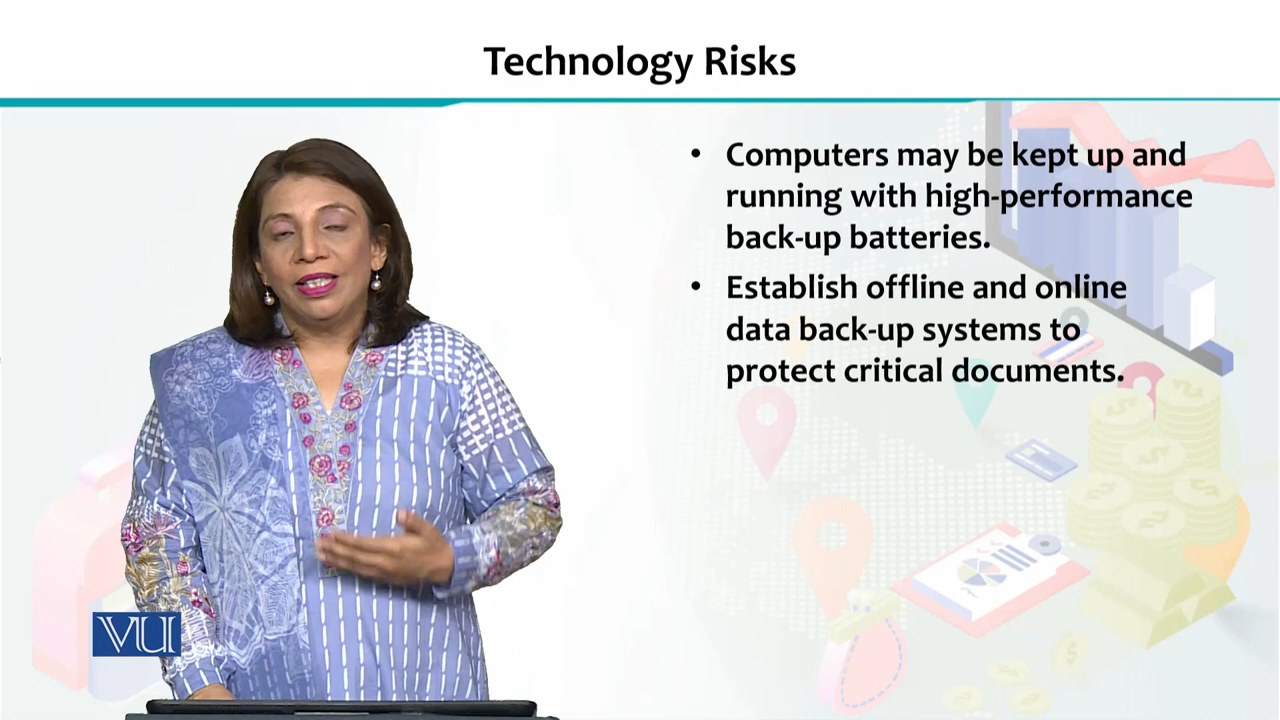 Technology Risks
• Computers may be kept up and
running with high-performance
back-up batteries.
• Establish offline and online
data back-up systems to
protect critical documents.
VU